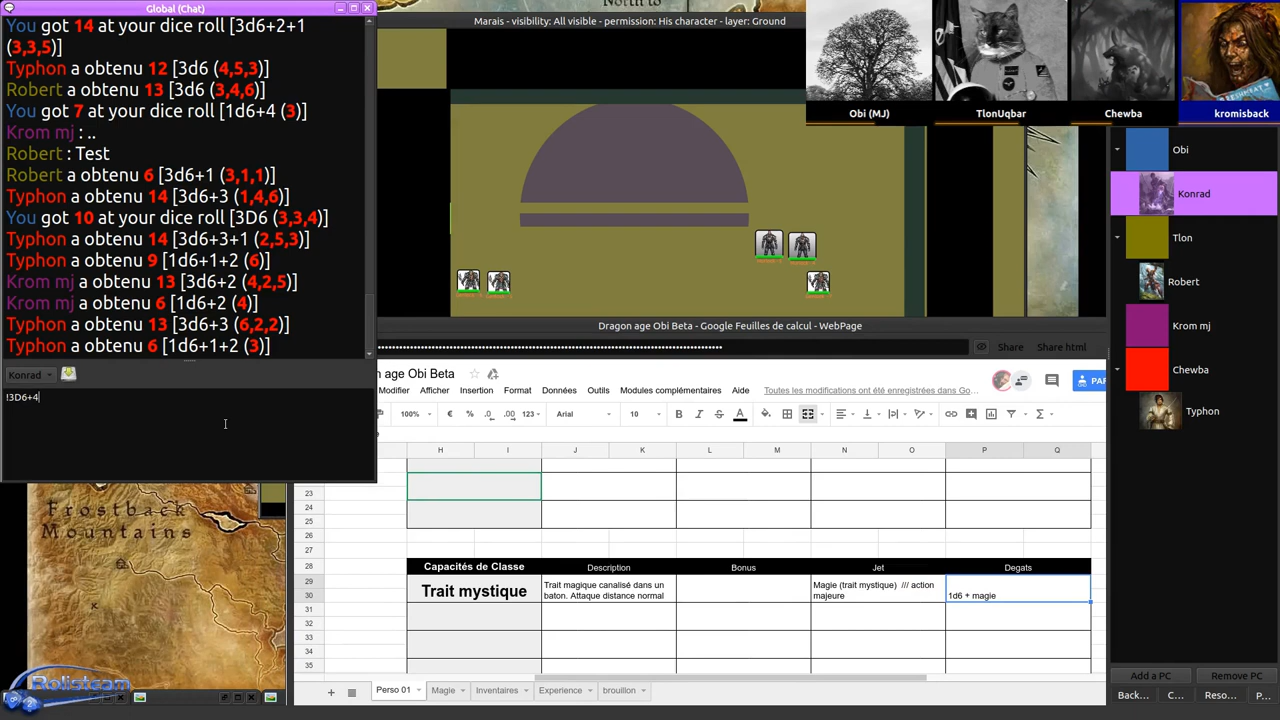 Global (Chat)
You got 14 at your dice roll [3d6+2+1
(3,3,5)]
Typhon a obtenu 12 [3d6 (4,5,3)]
Robert a obtenu 13 [3d6 (3,4,6)]
You got 7 at your dice roll [1d6+4 (3)]
Krom mj : ..
Robert : Test
Robert a obtenu 6 [3d6+1 (3,1,1)]
Typhon a obtenu 14 [3d6+3 (1,4,6)]
You got 10 at your dice roll [3D6 (3,3,4)]
Typhon a obtenu 14 [3d6+3+1 (2,5,3)]
Typhon a obtenu 9 [1d6+1+2 (6)]
Krom mj a obtenu 13 [3d6+2 (4,2,5)]
Krom mj a obtenu 6 [1d6+2 (4)]
Typhon a obtenu 13 [3d6+3 (6,2,2)]
Typhon a obtenu 6 [1d6+1+2 (3)]
Konrad
!3D6+4
North to
Marais - visibility: All visible - permission: His character - layer: Ground
Obi (MJ)
TlonUqbar
Chewba
kromisback
Obi
Konrad
Tlon
Robert
Krom mj
Chewba
Typhon
Add a PC
Remove PC
Back...
C...
Reso...
P...
Dragon age Obi Beta - Google Feuilles de calcul - WebPage
Share
Share html
on age Obi Beta
PAR
Modifier
Afficher
Insertion
Format
Données
Outils
Modules complémentaires
Toutes les modifications ont été enregistrées dans Go...
100%
€
%
.0
.00
123
Arial
10
B
I
S
A
H
I
J
K
L
M
N
O
P
Q
23
24
25
26
27
28
Capacités de Classe
Description
Bonus
Jet
Degats
29
30
Trait mystique
Trait magique canalisé dans un
baton. Attaque distance normal
Magie (trait mystique) /// action
majeure
1d6 + magie
31
32
33
34
35
Perso 01
Magie
Inventaires
Experience
brouillon
Frostback
Mountains
Rolisteam